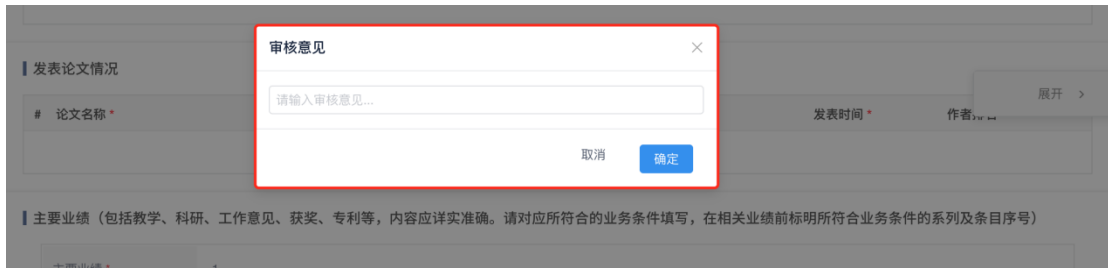 审核意见
发表论文情况
请输入审核意见...
展开
# 论文名称 * 发表时间 *
取消 确定
主要业绩（包括教学、科研、工作意见、获奖、专利等，内容应详实准确。请对应所符合的业务条件填写，在相关业绩前标明所符合业务条件的系列及条目序号）